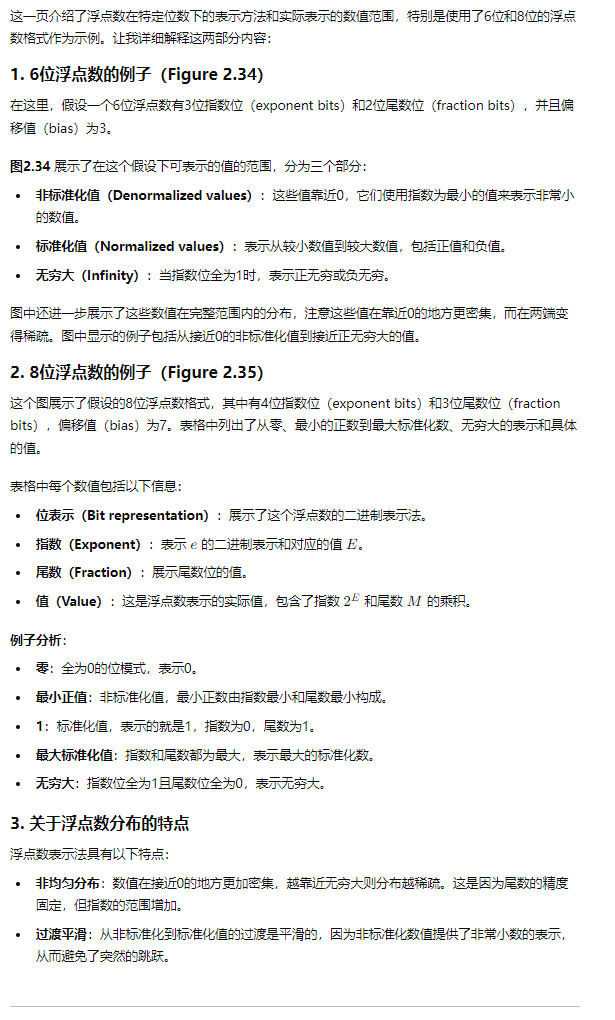 这一页介绍了浮点数在特定位数下的表示方法和实际表示的数值范围，特别是使用了6位和8位的浮点
数格式作为示例。让我详细解释这两部分内容：
1. 6位浮点数的例子（Figure 2.34）
在这里，假设一个6位浮点数有3位指数位（exponent bits）和2位尾数位（fraction bits），并且偏
移值（bias）为3。
图2.34 展示了在这个假设下可表示的值的范围，分为三个部分：
• 非标准化值（Denormalized values）：这些值靠近0，它们使用指数为最小的值来表示非常小
的数值。
• 标准化值（Normalized values）：表示从较小数值到较大数值，包括正值和负值。
• 无穷大（Infinity）：当指数位全为1时，表示正无穷或负无穷。
图中还进一步展示了这些数值在完整范围内的分布，注意这些值在靠近0的地方更密集，而在两端变
得稀疏。图中显示的例子包括从接近0的非标准化值到接近正无穷大的值。
2. 8位浮点数的例子（Figure 2.35）
这个图展示了假设的8位浮点数格式，其中有4位指数位（exponent bits）和3位尾数位（fraction
bits），偏移值（bias）为7。表格中列出了从零、最小的正数到最大标准化数、无穷大的表示和具体
的值。
表格中每个数值包括以下信息：
• 位表示（Bit representation）：展示了这个浮点数的二进制表示法。
• 指数（Exponent）：表示 e 的二进制表示和对应的值 E。
• 尾数（Fraction）：展示尾数位的值。
• 值（Value）：这是浮点数表示的实际值，包含了指数 2^E 和尾数 M 的乘积。
例子分析：
• 零：全为0的位模式，表示0。
• 最小正值：非标准化值，最小正数由指数最小和尾数最小构成。
• 1：标准化值，表示的就是1，指数为0，尾数为1。
• 最大标准化值：指数和尾数都为最大，表示最大的标准化数。
• 无穷大：指数位全为1且尾数位全为0，表示无穷大。
3. 关于浮点数分布的特点
浮点数表示法具有以下特点：
• 非均匀分布：数值在接近0的地方更加密集，越靠近无穷大则分布越稀疏。这是因为尾数的精度
固定，但指数的范围增加。
• 过渡平滑：从非标准化到标准化值的过渡是平滑的，因为非标准化数值提供了非常小数的表示，
从而避免了突然的跳跃。